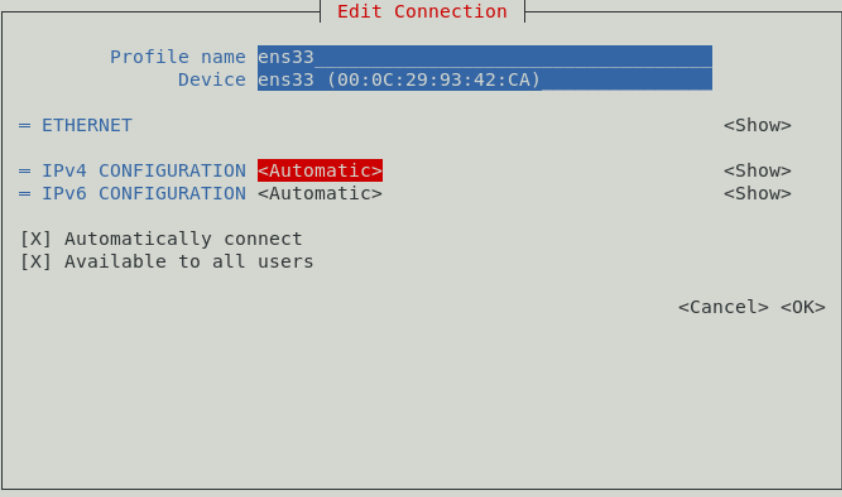 Edit Connection
Profile name ens33
Device ens33 (00:0C:29:93:42:CA)
= ETHERNET <Show>
= IPv4 CONFIGURATION <Automatic> <Show>
= IPv6 CONFIGURATION <Automatic> <Show>
[X] Automatically connect
[X] Available to all users
<Cancel> <OK>